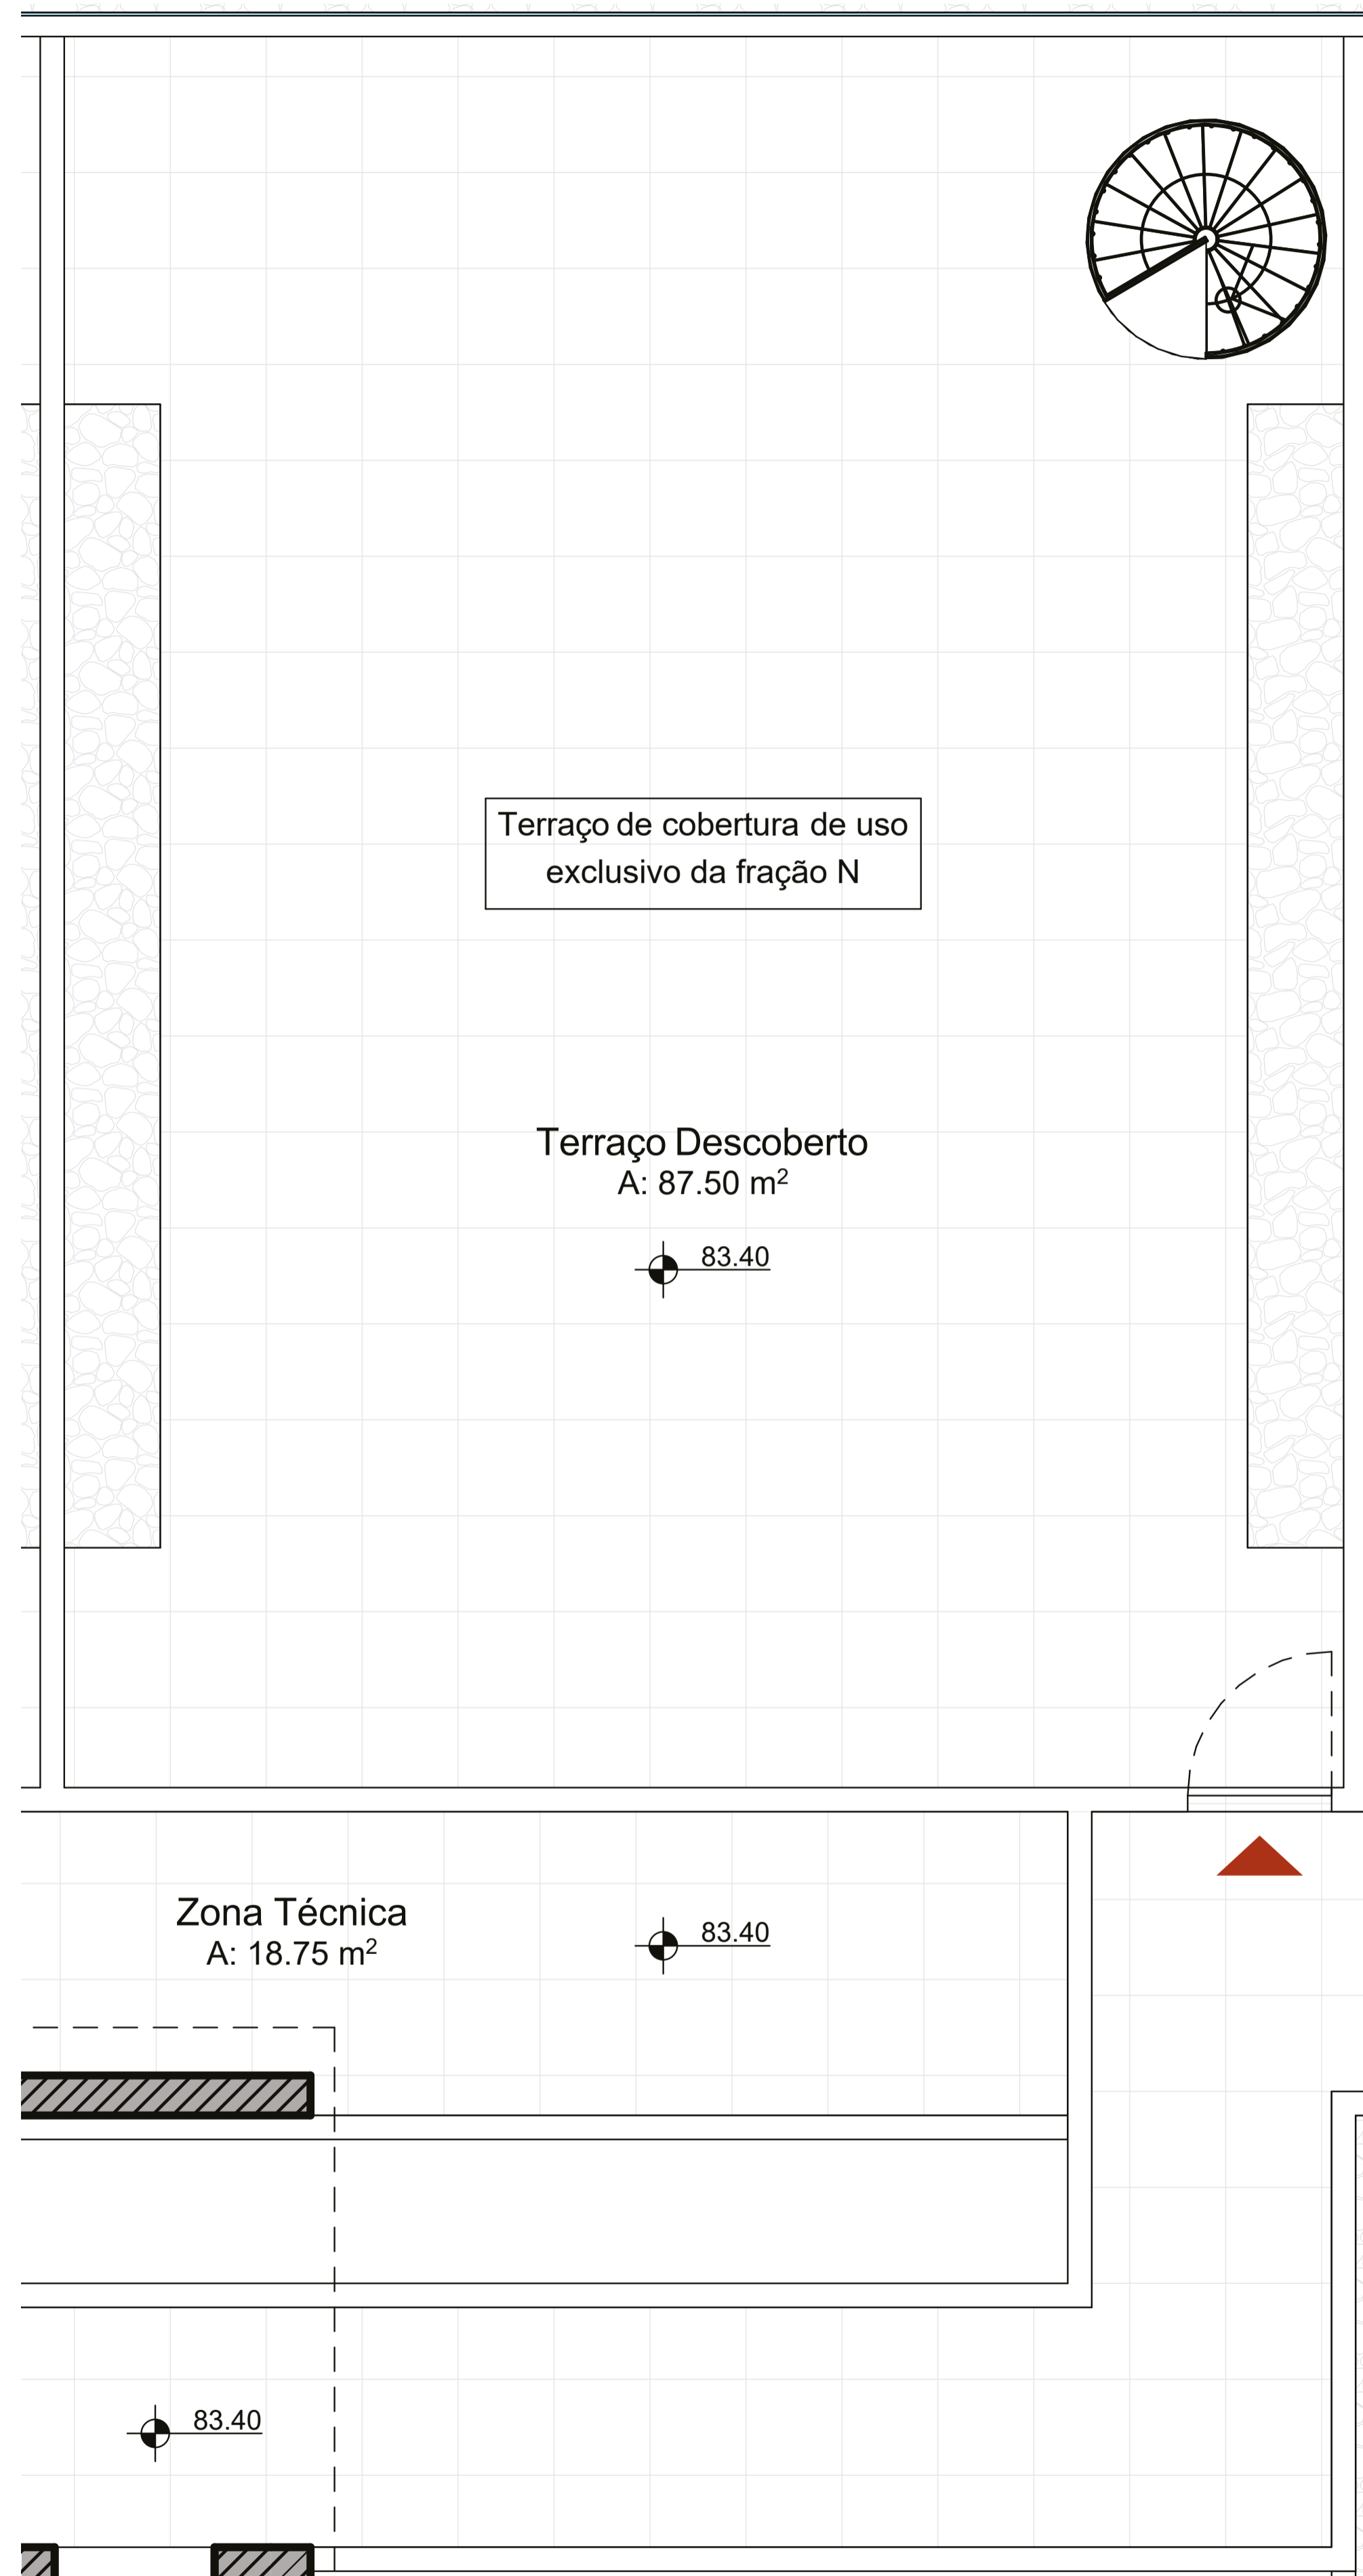 Terraço de cobertura de uso
exclusivo da fração N
Terraço Descoberto
A: 87.50 m²
83.40
Zona Técnica
A: 18.75 m²
83.40
83.40